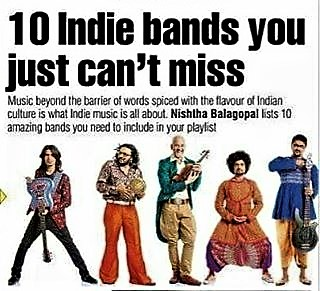 10 Indie bands you
just can't miss
Music beyond the barrier of words spiced with the flavour of Indian
culture is what Indie music is all about. Nishtha Balagopal lists 10
amazing bands you need to include in your playlist